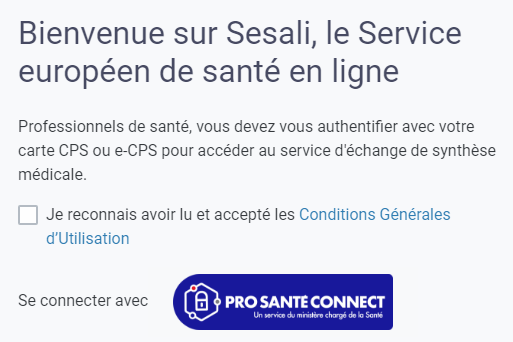 Bienvenue sur Sesali, le Service
européen de santé en ligne
Professionnels de santé, vous devez vous authentifier avec votre
carte CPS ou e-CPS pour accéder au service d'échange de synthèse
médicale.
Je reconnais avoir lu et accepté les Conditions Générales
d’Utilisation
Se connecter avec
PRO SANTÉ CONNECT
Un service du ministère chargé de la Santé